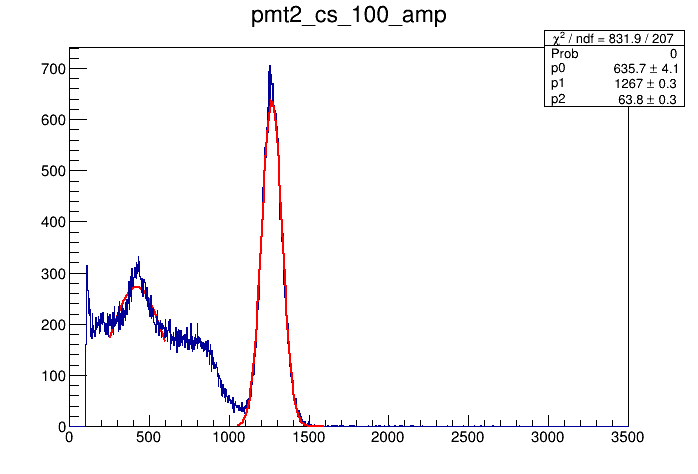 pmt2_cs_100_amp
χ² / ndf = 831.9 / 207
Prob 0
p0 635.7 ± 4.1
p1 1267 ± 0.3
p2 63.8 ± 0.3
700
600
500
400
300
200
100
0
0 500 1000 1500 2000 2500 3000 3500